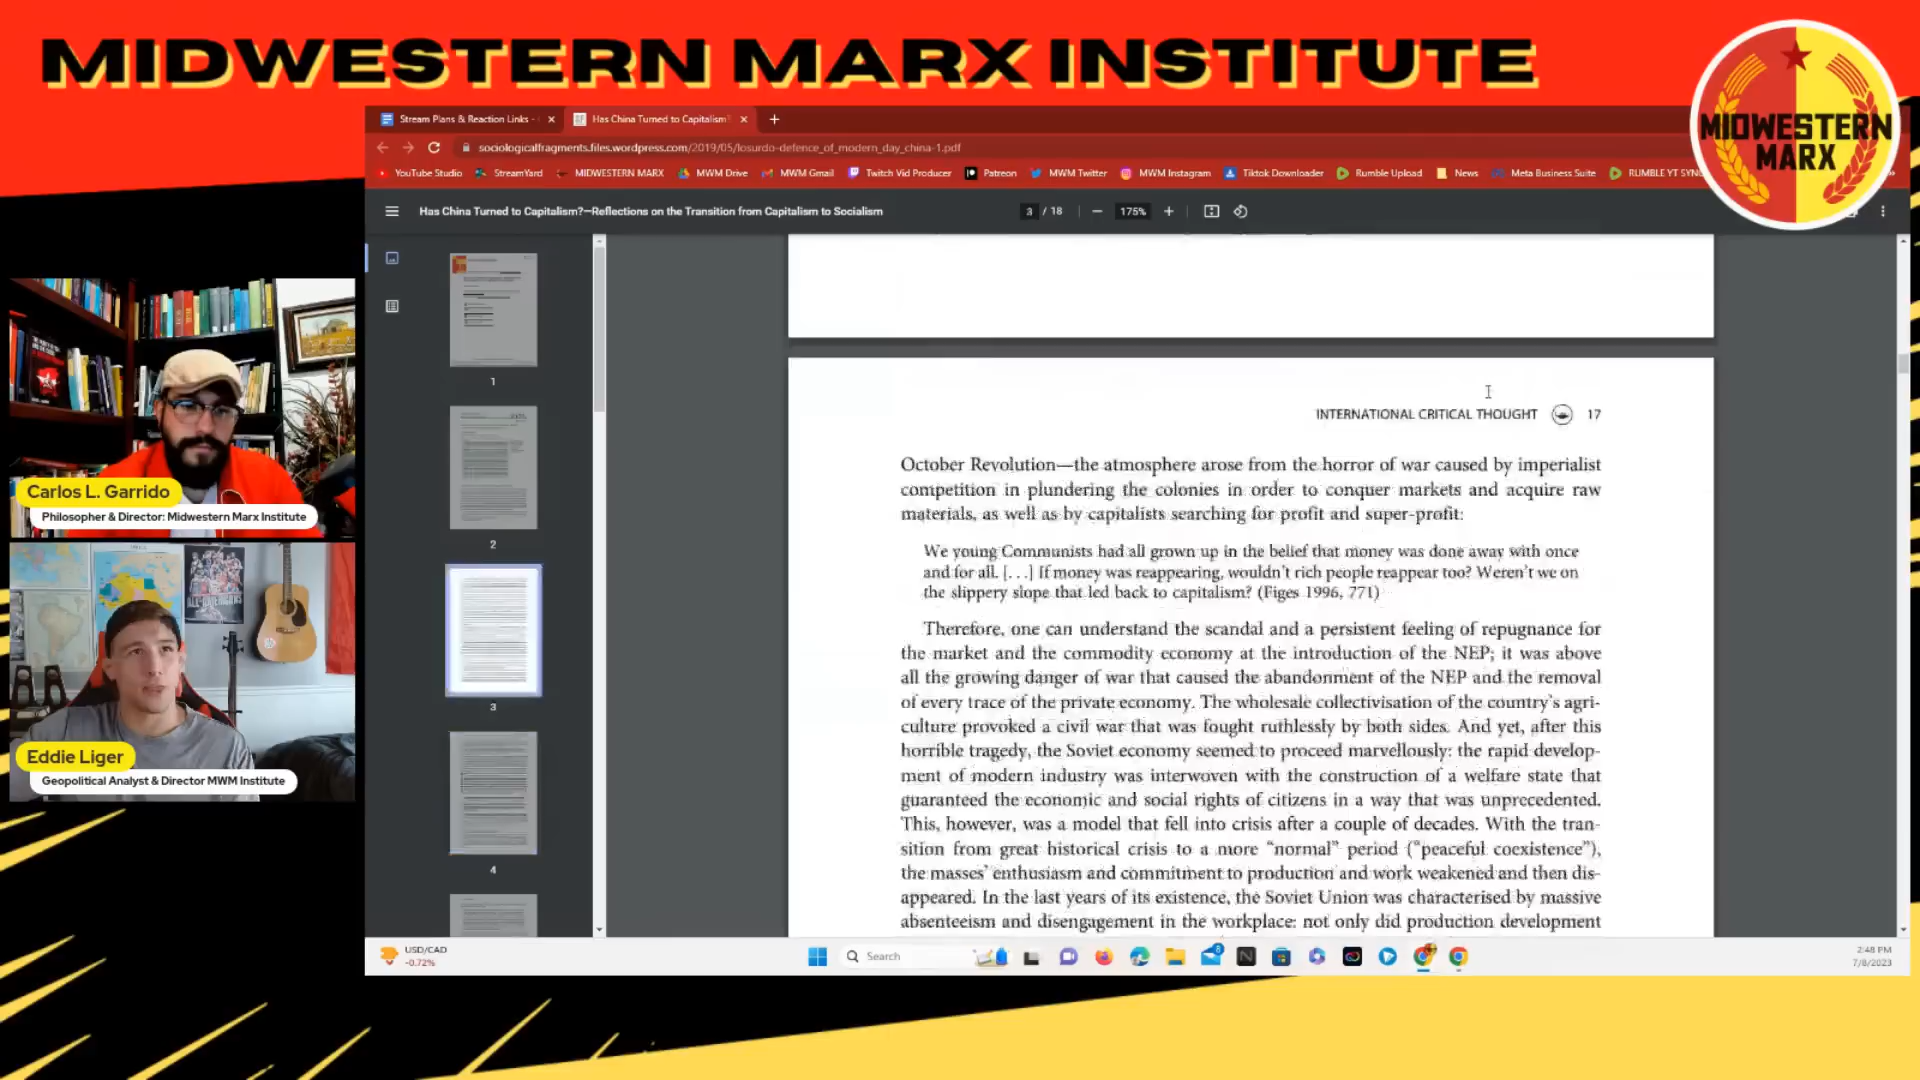 MIDWESTERN MARX INSTITUTE
MIDWESTERN
MARX
Stream Plans & Reaction Links -
Has China Turned to Capitalism?
sociologicalfragments.files.wordpress.com/2019/05/losurdo-defence_of_modern_day_china-1.pdf
YouTube Studio StreamYard MIDWESTERN MARX MWM Drive MWM Gmail Twitch Vid Producer Patreon MWM Twitter MWM Instagram Tiktok Downloader Rumble Upload News Meta Business Suite RUMBLE YT SYNC
Has China Turned to Capitalism?—Reflections on the Transition from Capitalism to Socialism
3 / 18 175%
1
2
3
4
INTERNATIONAL CRITICAL THOUGHT 17
October Revolution—the atmosphere arose from the horror of war caused by imperialist
competition in plundering the colonies in order to conquer markets and acquire raw
materials, as well as by capitalists searching for profit and super-profit:
We young Communists had all grown up in the belief that money was done away with once
and for all. [...] If money was reappearing, wouldn't rich people reappear too? Weren't we on
the slippery slope that led back to capitalism? (Figes 1996, 771)
Therefore, one can understand the scandal and a persistent feeling of repugnance for
the market and the commodity economy at the introduction of the NEP; it was above
all the growing danger of war that caused the abandonment of the NEP and the removal
of every trace of the private economy. The wholesale collectivisation of the country's agri-
culture provoked a civil war that was fought ruthlessly by both sides. And yet, after this
horrible tragedy, the Soviet economy seemed to proceed marvellously: the rapid develop-
ment of modern industry was interwoven with the construction of a welfare state that
guaranteed the economic and social rights of citizens in a way that was unprecedented.
This, however, was a model that fell into crisis after a couple of decades. With the tran-
sition from great historical crisis to a more "normal" period ("peaceful coexistence"),
the masses' enthusiasm and commitment to production and work weakened and then dis-
appeared. In the last years of its existence, the Soviet Union was characterised by massive
absenteeism and disengagement in the workplace: not only did production development
Carlos L. Garrido
Philosopher & Director: Midwestern Marx Institute
Eddie Liger
Geopolitical Analyst & Director MWM Institute
USD/CAD
-0.72%
Search
2:48 PM
7/8/2023